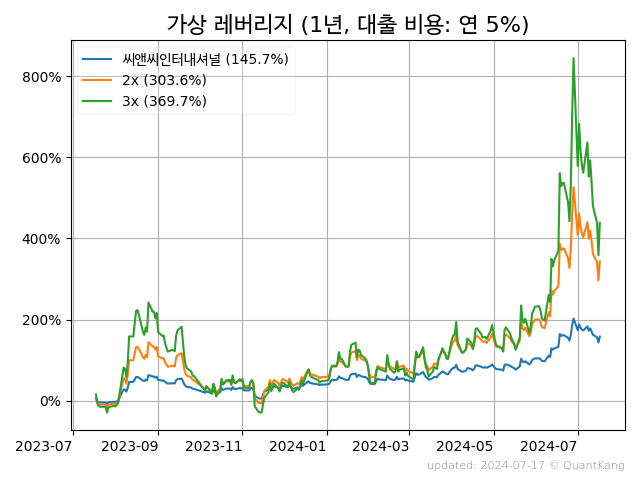 가상 레버리지 (1년, 대출 비용: 연 5%)
씨앤씨인터내셔널 (145.7%)
2x (303.6%)
3x (369.7%)
800%
600%
400%
200%
0%
2023-07 2023-09 2023-11 2024-01 2024-03 2024-05 2024-07
updated: 2024-07-17 © QuantKang